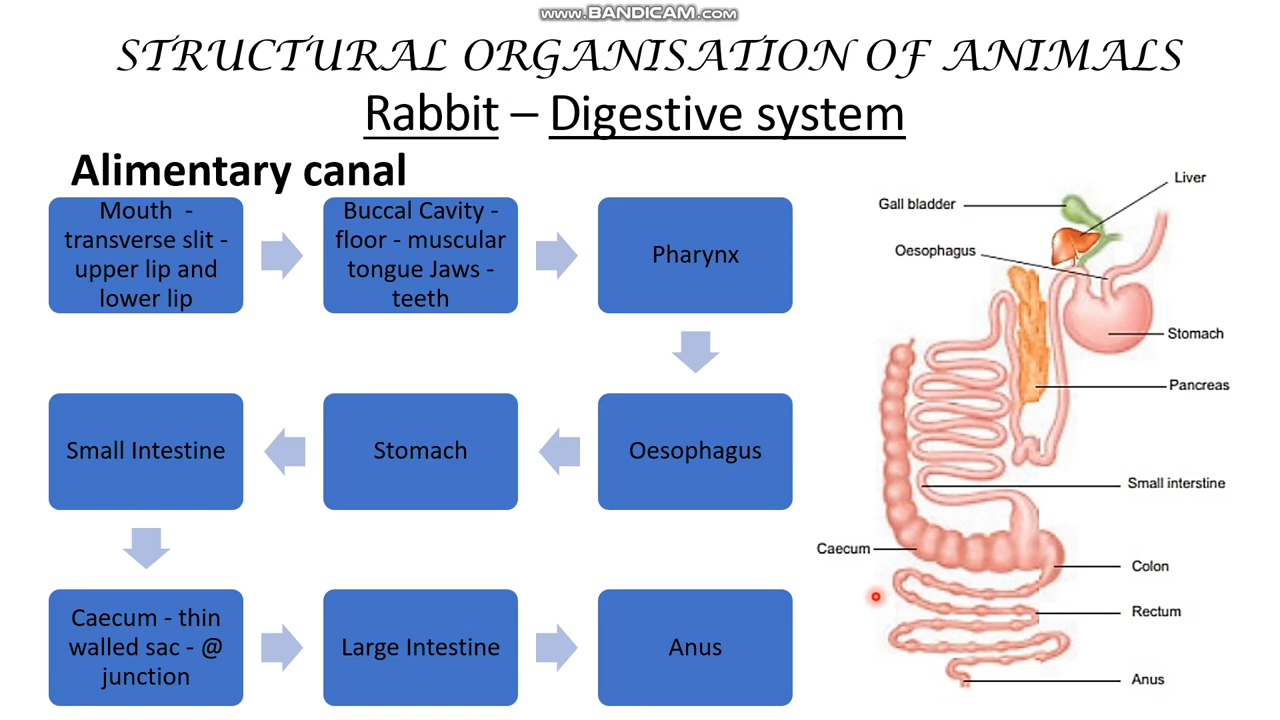 www.BANDICAM.com
STRUCTURAL ORGANISATION OF ANIMALS
Rabbit – Digestive system
Alimentary canal
Mouth -
transverse slit -
upper lip and
lower lip
Buccal Cavity -
floor - muscular
tongue Jaws -
teeth
Pharynx
Small Intestine
Stomach
Oesophagus
Caecum - thin
walled sac - @
junction
Large Intestine
Anus
Liver
Gall bladder
Oesophagus
Stomach
Pancreas
Small interstine
Caecum
Colon
Rectum
Anus